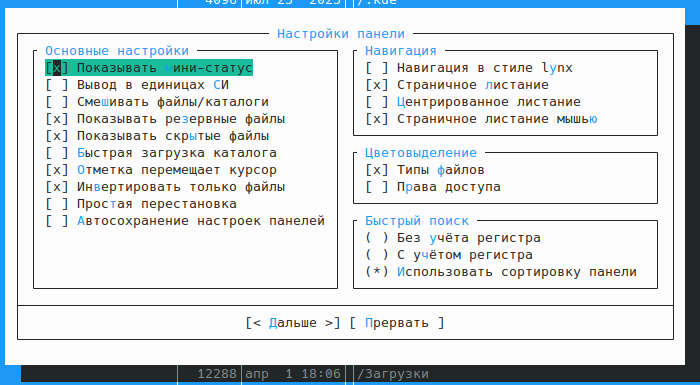 4096 июл 25 2025 /.kde
Настройки панели
Основные настройки
[x] Показывать мини-статус
[ ] Вывод в единицах СИ
[ ] Смешивать файлы/каталоги
[x] Показывать резервные файлы
[x] Показывать скрытые файлы
[ ] Быстрая загрузка каталога
[x] Отметка перемещает курсор
[x] Инвертировать только файлы
[ ] Простая перестановка
[ ] Автосохранение настроек панелей
Навигация
[ ] Навигация в стиле lynx
[x] Страничное листание
[ ] Центрированное листание
[x] Страничное листание мышью
Цветовыделение
[x] Типы файлов
[ ] Права доступа
Быстрый поиск
( ) Без учёта регистра
( ) С учётом регистра
(*) Использовать сортировку панели
[< Дальше >] [ Прервать ]
12288 апр 1 18:06 /Загрузки